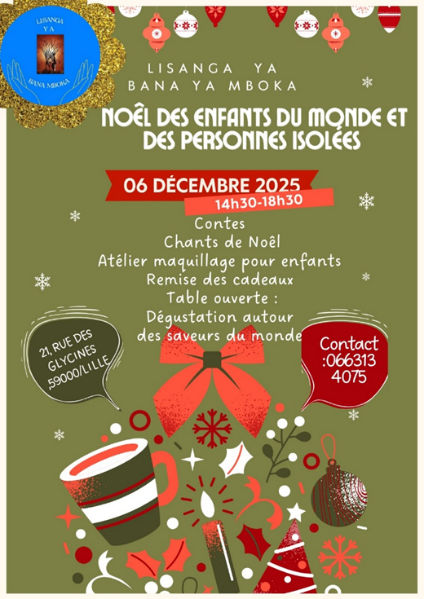 LISANGA
YA
BANA MBOKA
LISANGA YA
BANA YA MBOKA
NOÊL DES ENFANTS DU MONDE ET
DES PERSONNES ISOLÉES
06 DÉCEMBRE 2025
14h30-18h30
Contes
Chants de Noêl
Atélier maquillage pour enfants
Remise des cadeaux
Table ouverte :
Dégustation autour
des saveurs du monde
21, RUE DES
GLYCINES
,59000/LILLE
Contact
:066313
4075